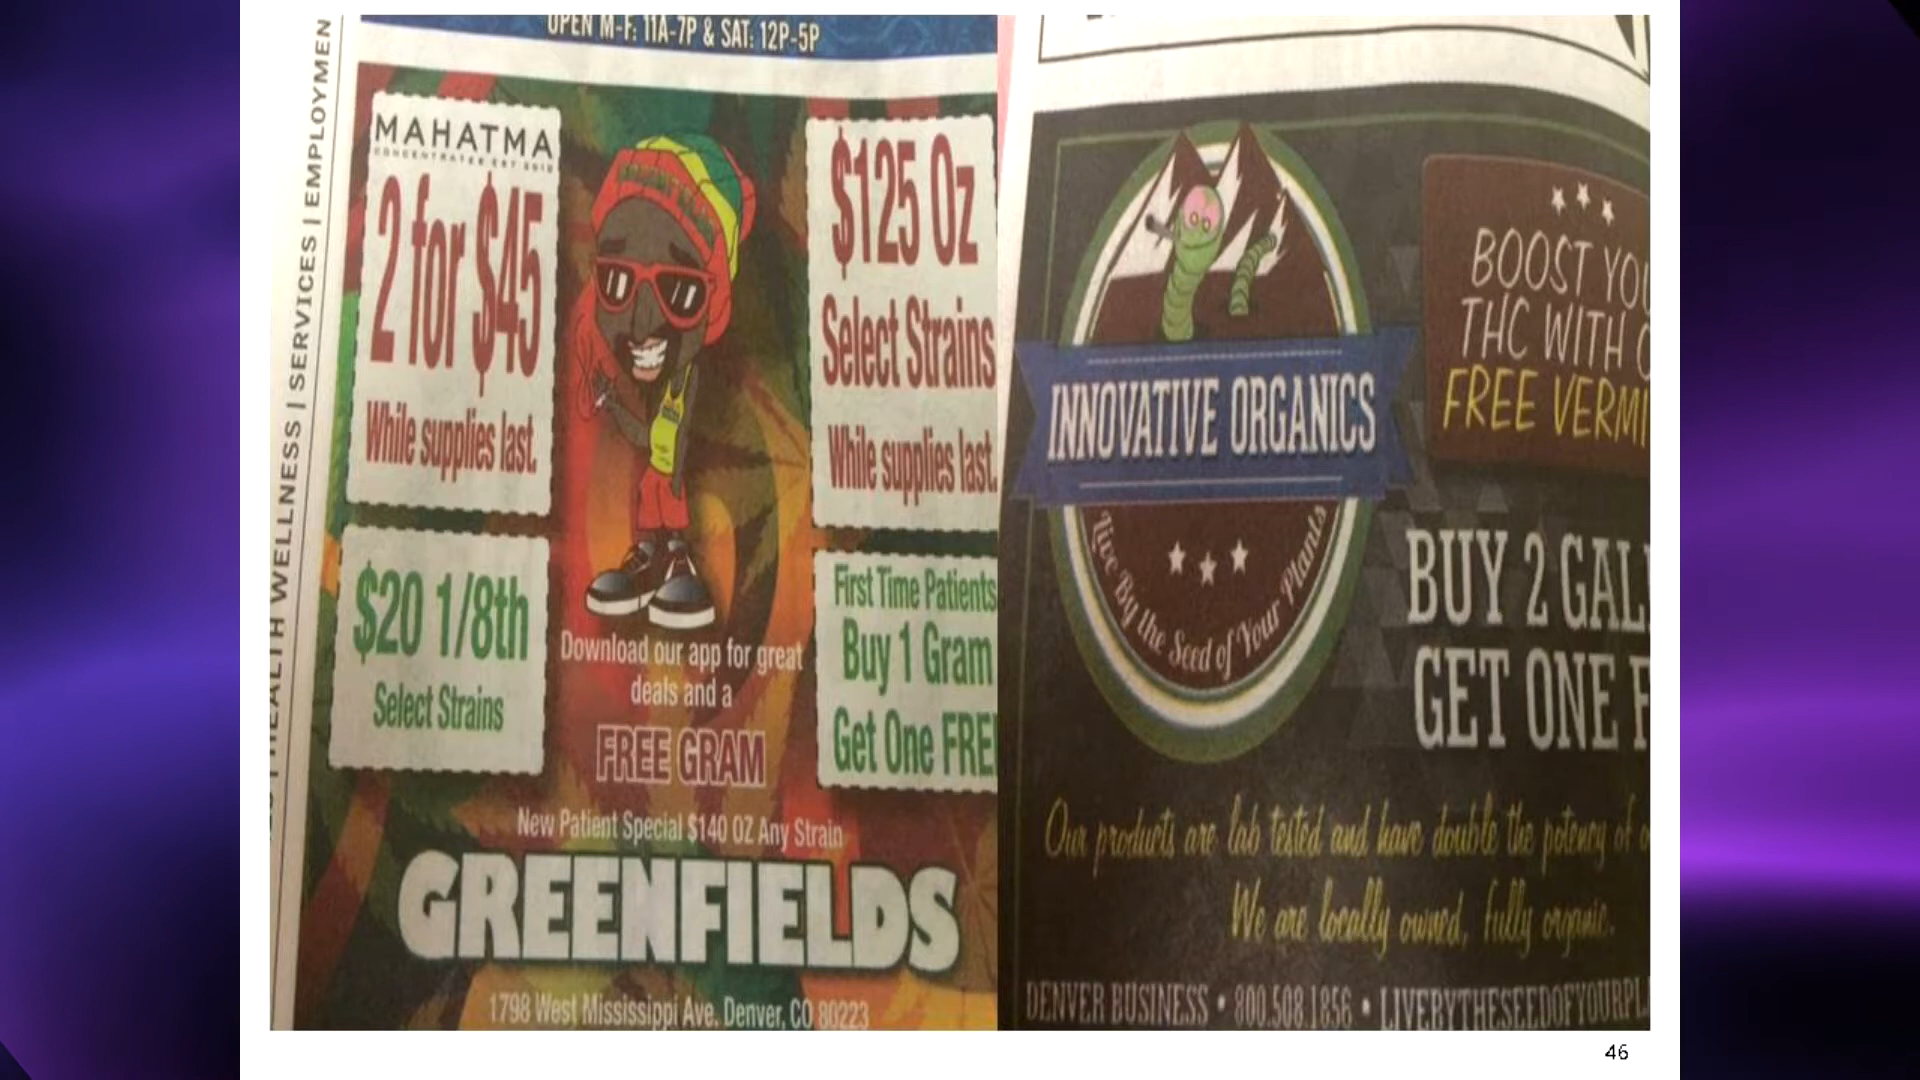 OPEN M-F: 11A-7P & SAT: 12P-5P
HEALTH WELLNESS | SERVICES | EMPLOYMEN
MAHATMA
CONCENTRATES EST 2010
2 for $45
While supplies last.
$20 1/8th
Select Strains
$125 Oz
Select Strains
While supplies last.
First Time Patients
Buy 1 Gram
Get One FREE
Download our app for great
deals and a
FREE GRAM
New Patient Special $140 OZ Any Strain
GREENFIELDS
1798 West Mississippi Ave. Denver, CO 80223
INNOVATIVE ORGANICS
Live By the Seed of Your Plants
BOOST YOU
THC WITH
FREE VERMI
BUY 2 GAL
GET ONE F
Our products are lab tested and have double the potency of
We are locally owned, fully organic.
DENVER BUSINESS • 800.508.1856 • LIVEBYTHESEEDOFYOURPL
46